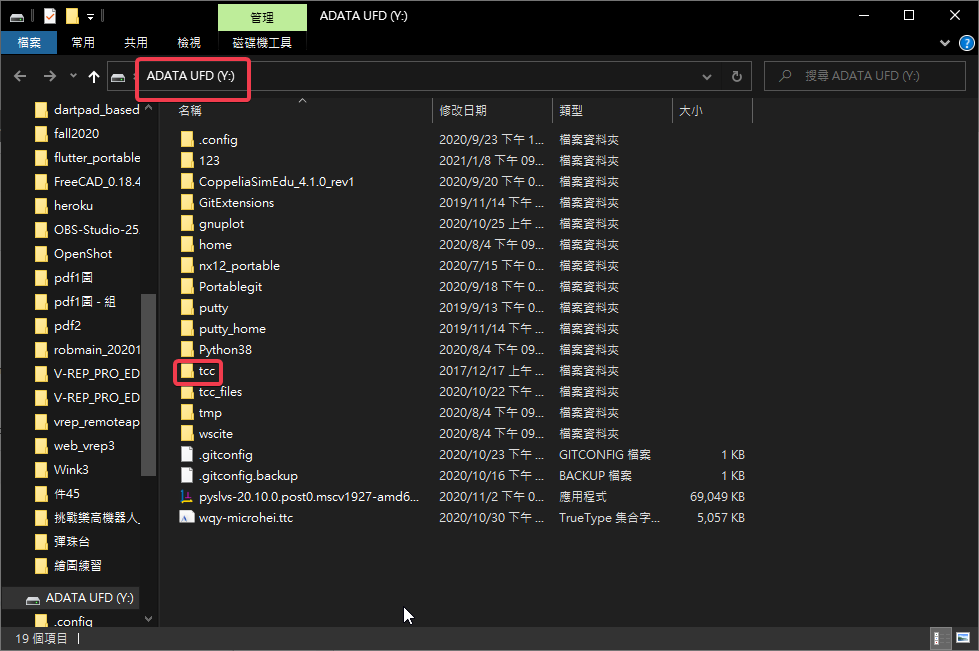 管理
ADATA UFD (Y:)
檔案
常用
共用
檢視
磁碟機工具
ADATA UFD (Y:)
搜尋 ADATA UFD (Y:)
dartpad_based
fall2020
flutter_portable
FreeCAD_0.18.4
heroku
OBS-Studio-25
OpenShot
pdf1圖
pdf1圖 - 組
pdf2
robmain_20201
V-REP_PRO_ED
V-REP_PRO_ED
vrep_remoteap
web_vrep3
Wink3
件45
挑戰樂高機器人_
彈珠台
繪圖練習
ADATA UFD (Y:)
.config
名稱 修改日期 類型 大小
.config 2020/9/23 下午 1... 檔案資料夾
123 2021/1/8 下午 09... 檔案資料夾
CoppeliaSimEdu_4.1.0_rev1 2020/9/20 下午 0... 檔案資料夾
GitExtensions 2019/11/14 下午 ... 檔案資料夾
gnuplot 2020/10/25 上午 ... 檔案資料夾
home 2020/8/4 下午 09... 檔案資料夾
nx12_portable 2020/7/15 下午 0... 檔案資料夾
Portablegit 2020/9/18 下午 0... 檔案資料夾
putty 2019/9/13 下午 0... 檔案資料夾
putty_home 2019/11/14 下午 ... 檔案資料夾
Python38 2020/8/4 下午 09... 檔案資料夾
tcc 2017/12/17 上午 ... 檔案資料夾
tcc_files 2020/10/22 下午 ... 檔案資料夾
tmp 2020/8/4 下午 09... 檔案資料夾
wscite 2020/8/4 下午 09... 檔案資料夾
.gitconfig 2020/10/23 下午 ... GITCONFIG 檔案 1 KB
.gitconfig.backup 2020/10/16 下午 ... BACKUP 檔案 1 KB
pyslvs-20.10.0.post0.mscv1927-amd6... 2020/11/2 下午 0... 應用程式 69,049 KB
wqy-microhei.ttc 2020/10/30 下午 ... TrueType 集合字... 5,057 KB
19 個項目